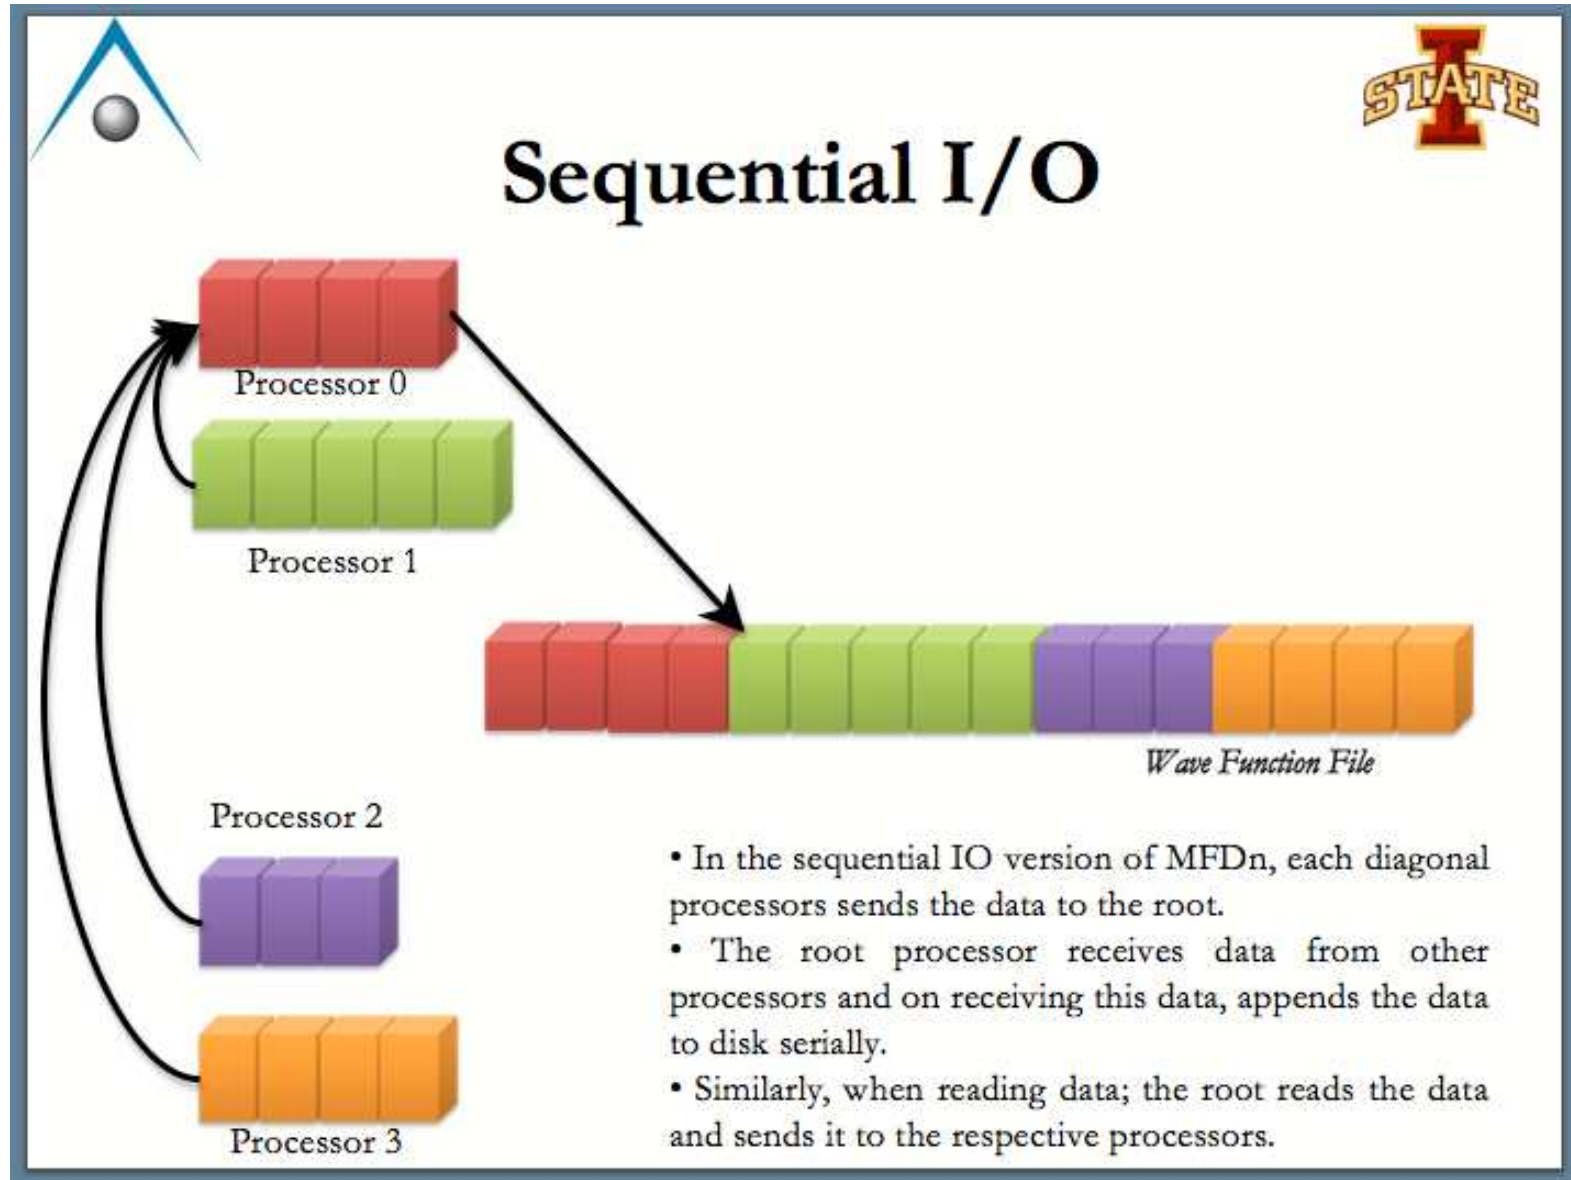 STATE
I
Sequential I/O
Processor 0
Processor 1
Wave Function File
Processor 2
Processor 3
• In the sequential IO version of MFDn, each diagonal
processors sends the data to the root.
• The root processor receives data from other
processors and on receiving this data, appends the data
to disk serially.
• Similarly, when reading data; the root reads the data
and sends it to the respective processors.